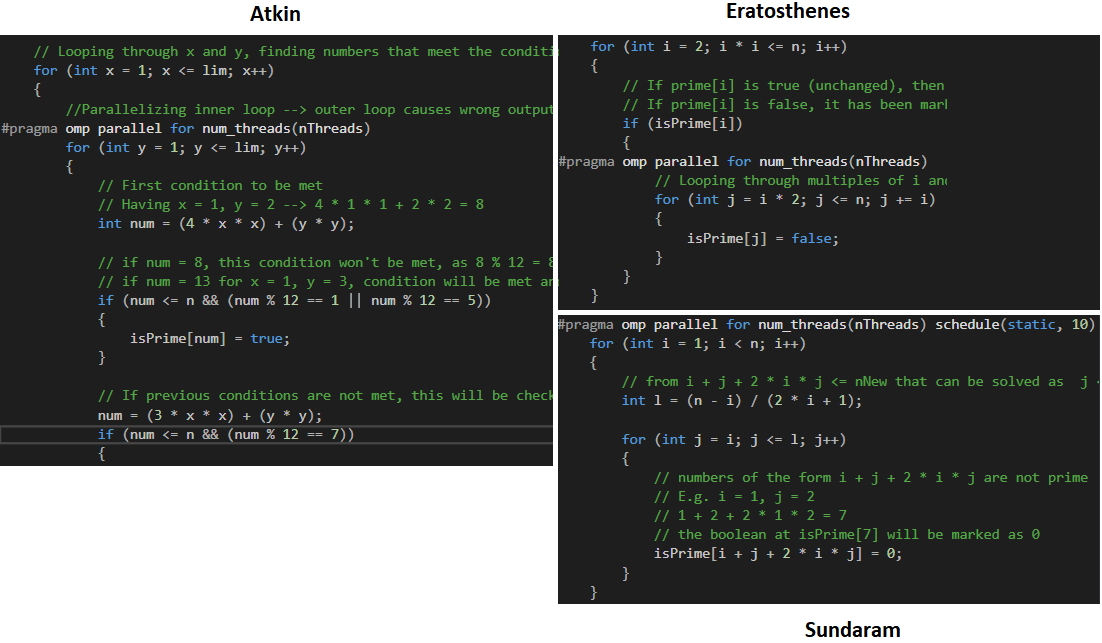 Atkin
// Looping through x and y, finding numbers that meet the conditi
for (int x = 1; x <= lim; x++)
{
//Parallelizing inner loop --> outer loop causes wrong output
#pragma omp parallel for num_threads(nThreads)
for (int y = 1; y <= lim; y++)
{
// First condition to be met
// Having x = 1, y = 2 --> 4 * 1 * 1 + 2 * 2 = 8
int num = (4 * x * x) + (y * y);
// if num = 8, this condition won't be met, as 8 % 12 = 8
// if num = 13 for x = 1, y = 3, condition will be met an
if (num <= n && (num % 12 == 1 || num % 12 == 5))
{
isPrime[num] = true;
}
// If previous conditions are not met, this will be check
num = (3 * x * x) + (y * y);
if (num <= n && (num % 12 == 7))
{
Eratosthenes
for (int i = 2; i * i <= n; i++)
{
// If prime[i] is true (unchanged), then
// If prime[i] is false, it has been mark
if (isPrime[i])
{
#pragma omp parallel for num_threads(nThreads)
// Looping through multiples of i and
for (int j = i * 2; j <= n; j += i)
{
isPrime[j] = false;
}
}
}
#pragma omp parallel for num_threads(nThreads) schedule(static, 10)
for (int i = 1; i < n; i++)
{
// from i + j + 2 * i * j <= nNew that can be solved as  j <
int l = (n - i) / (2 * i + 1);
for (int j = i; j <= l; j++)
{
// numbers of the form i + j + 2 * i * j are not prime
// E.g. i = 1, j = 2
// 1 + 2 + 2 * 1 * 2 = 7
// the boolean at isPrime[7] will be marked as 0
isPrime[i + j + 2 * i * j] = 0;
}
}
Sundaram